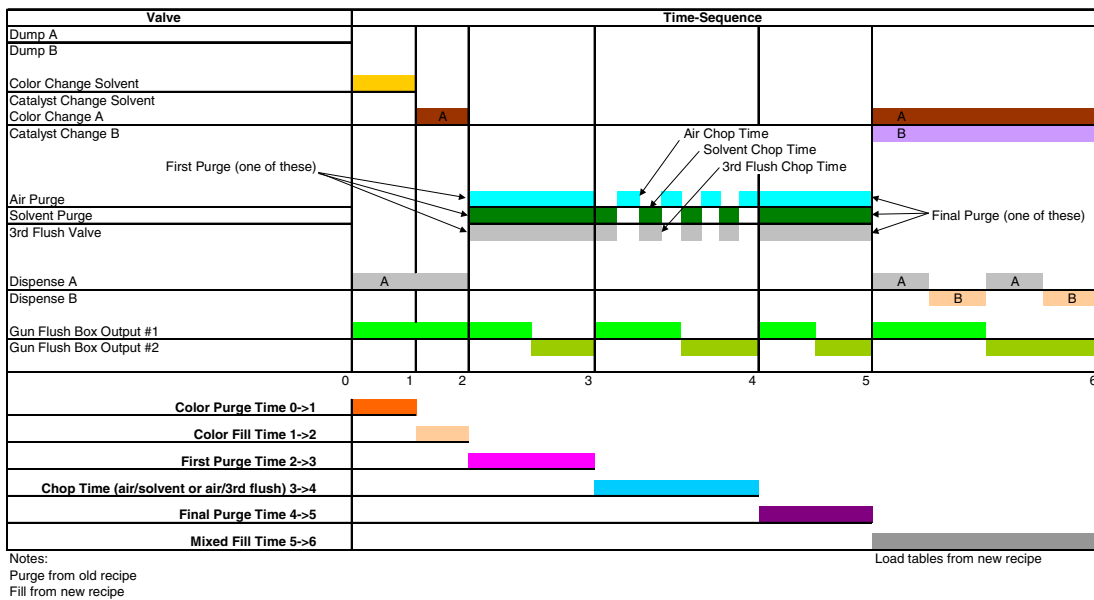 Valve Time-Sequence
Dump A
Dump B
Color Change Solvent
Catalyst Change Solvent
Color Change A A A
Catalyst Change B B
Air Chop Time
Solvent Chop Time
3rd Flush Chop Time
First Purge (one of these)
Air Purge
Solvent Purge Final Purge (one of these)
3rd Flush Valve
Dispense A A A A
Dispense B B B
Gun Flush Box Output #1
Gun Flush Box Output #2
0 1 2 3 4 5 6
Color Purge Time 0->1
Color Fill Time 1->2
First Purge Time 2->3
Chop Time (air/solvent or air/3rd flush) 3->4
Final Purge Time 4->5
Mixed Fill Time 5->6
Notes: Load tables from new recipe
Purge from old recipe
Fill from new recipe